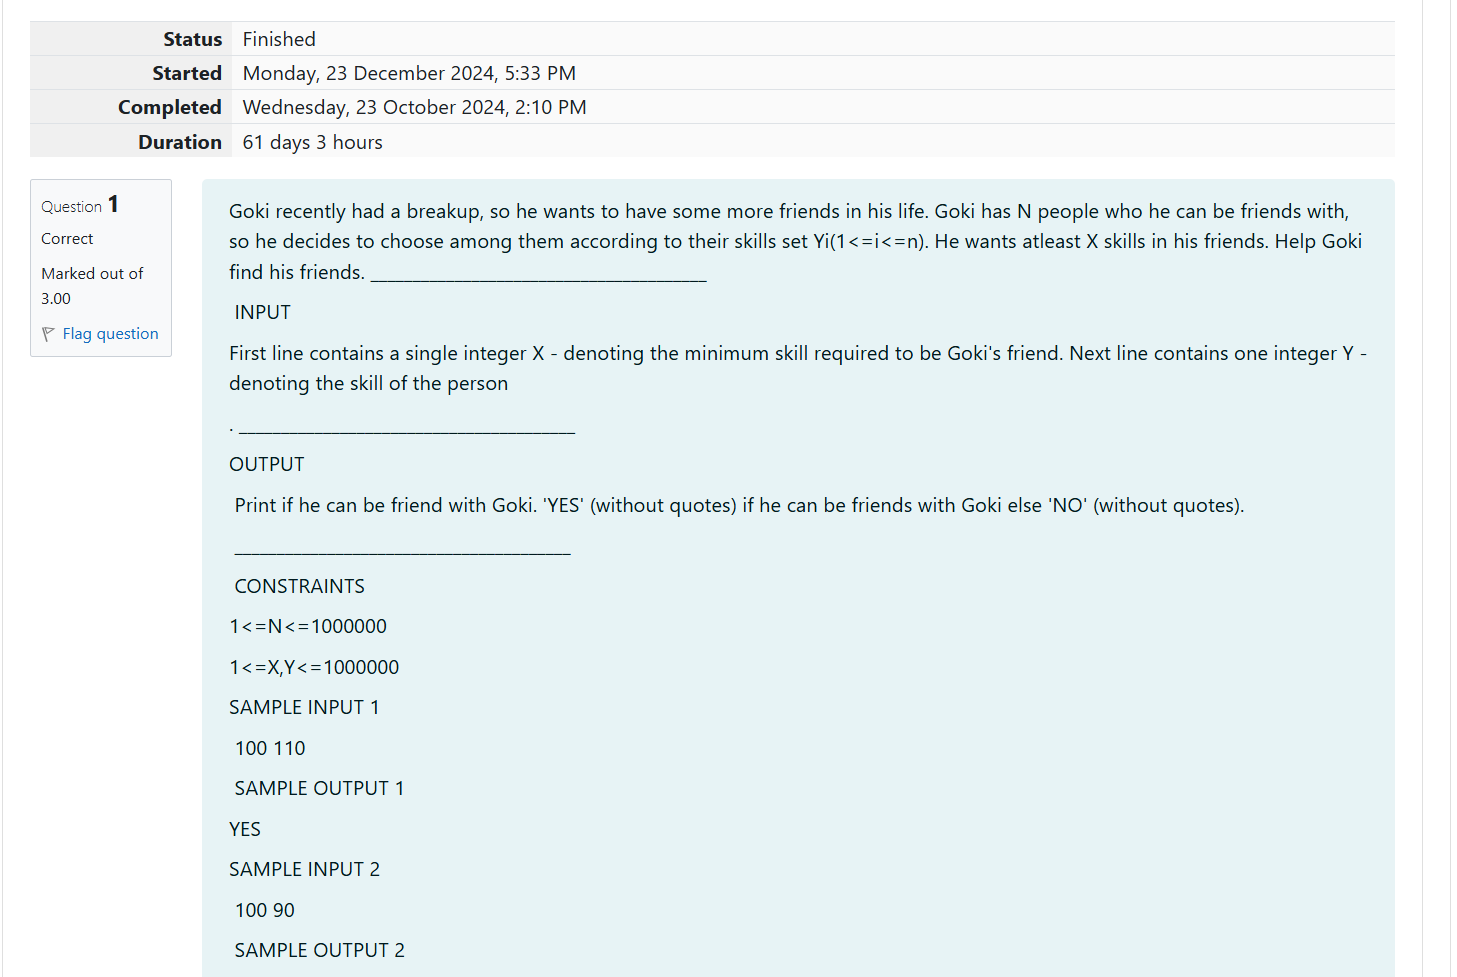 Status Finished
Started Monday, 23 December 2024, 5:33 PM
Completed Wednesday, 23 October 2024, 2:10 PM
Duration 61 days 3 hours
Question 1
Correct
Marked out of
3.00
Flag question
Goki recently had a breakup, so he wants to have some more friends in his life. Goki has N people who he can be friends with,
so he decides to choose among them according to their skills set Yi(1<=i<=n). He wants atleast X skills in his friends. Help Goki
find his friends. ________________________________________
INPUT
First line contains a single integer X - denoting the minimum skill required to be Goki's friend. Next line contains one integer Y -
denoting the skill of the person
. ________________________________________
OUTPUT
Print if he can be friend with Goki. 'YES' (without quotes) if he can be friends with Goki else 'NO' (without quotes).
________________________________________
CONSTRAINTS
1<=N<=1000000
1<=X,Y<=1000000
SAMPLE INPUT 1
100 110
SAMPLE OUTPUT 1
YES
SAMPLE INPUT 2
100 90
SAMPLE OUTPUT 2